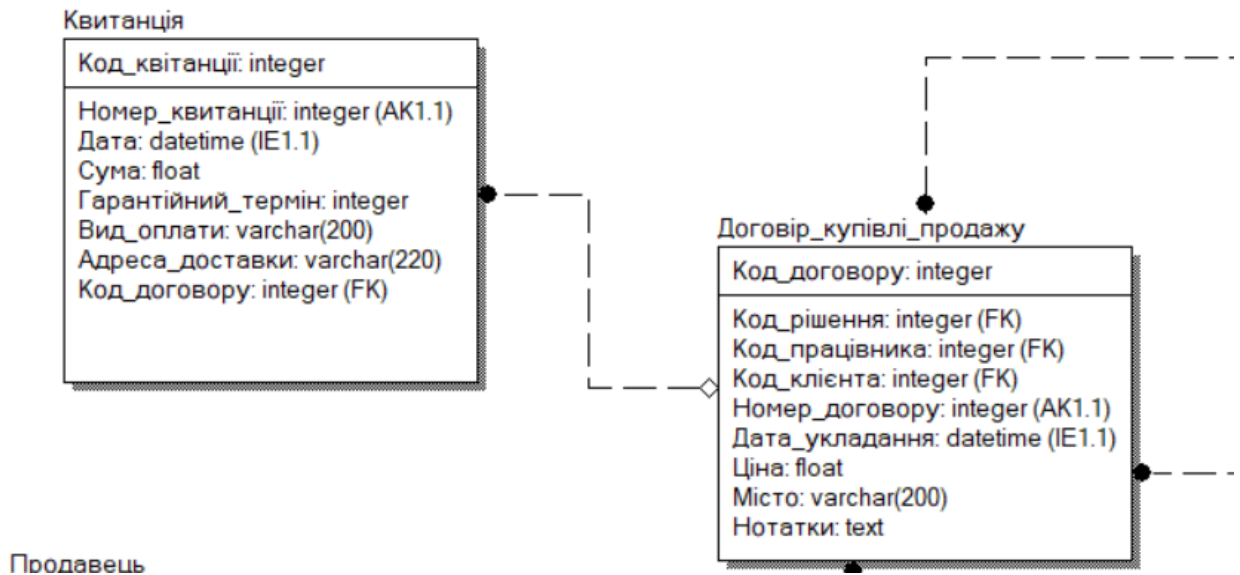 Квитанція
Код_квітанції: integer
Номер_квитанції: integer (AK1.1)
Дата: datetime (IE1.1)
Сума: float
Гарантійний_термін: integer
Вид_оплати: varchar(200)
Адреса_доставки: varchar(220)
Код_договору: integer (FK)
Договір_купівлі_продажу
Код_договору: integer
Код_рішення: integer (FK)
Код_працівника: integer (FK)
Код_клієнта: integer (FK)
Номер_договору: integer (AK1.1)
Дата_укладання: datetime (IE1.1)
Ціна: float
Місто: varchar(200)
Нотатки: text
Продавець